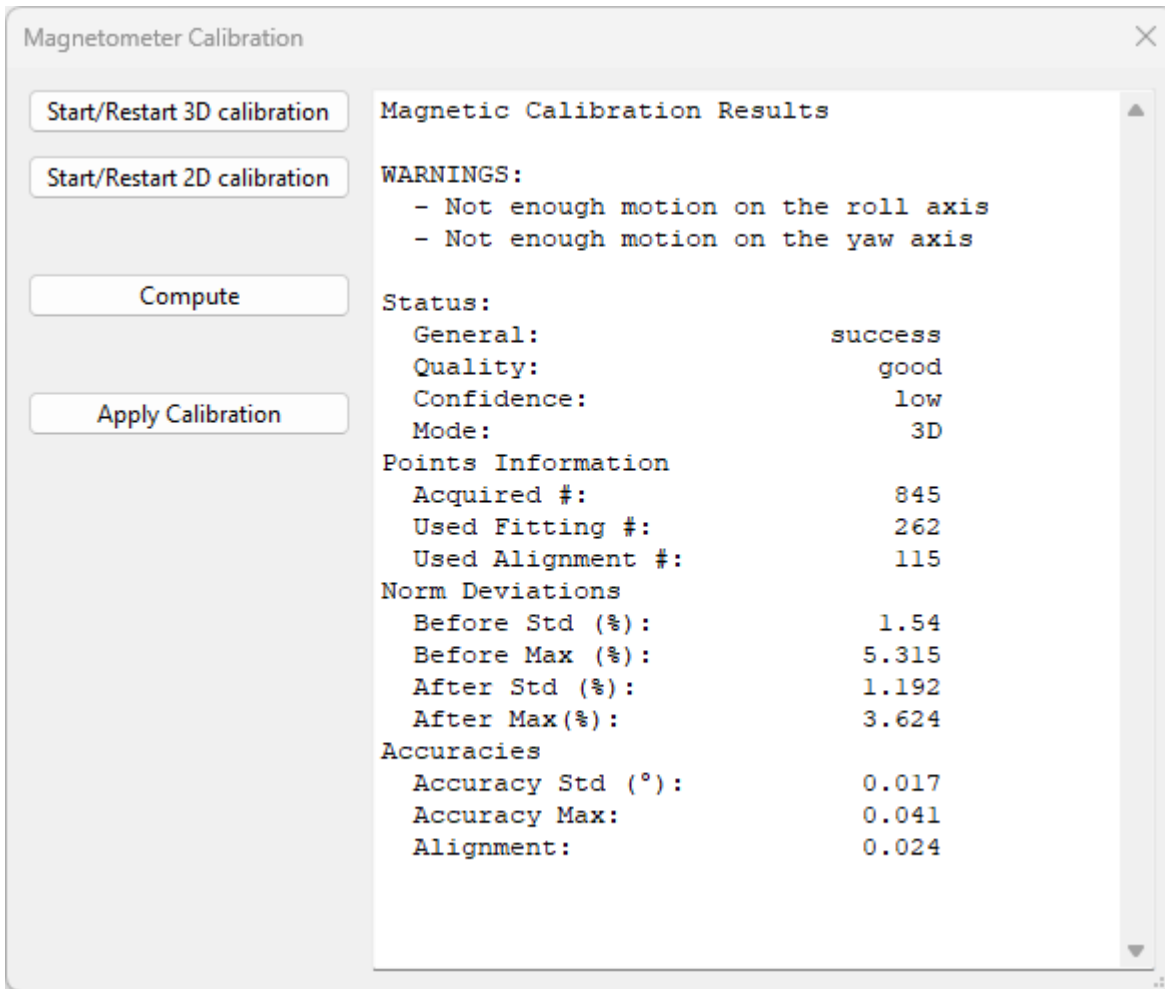 Magnetometer Calibration
Start/Restart 3D calibration
Start/Restart 2D calibration
Compute
Apply Calibration
Magnetic Calibration Results
WARNINGS:
- Not enough motion on the roll axis
- Not enough motion on the yaw axis
Status:
General: success
Quality: good
Confidence: low
Mode: 3D
Points Information
Acquired #: 845
Used Fitting #: 262
Used Alignment #: 115
Norm Deviations
Before Std (%): 1.54
Before Max (%): 5.315
After Std (%): 1.192
After Max(%): 3.624
Accuracies
Accuracy Std (°): 0.017
Accuracy Max: 0.041
Alignment: 0.024